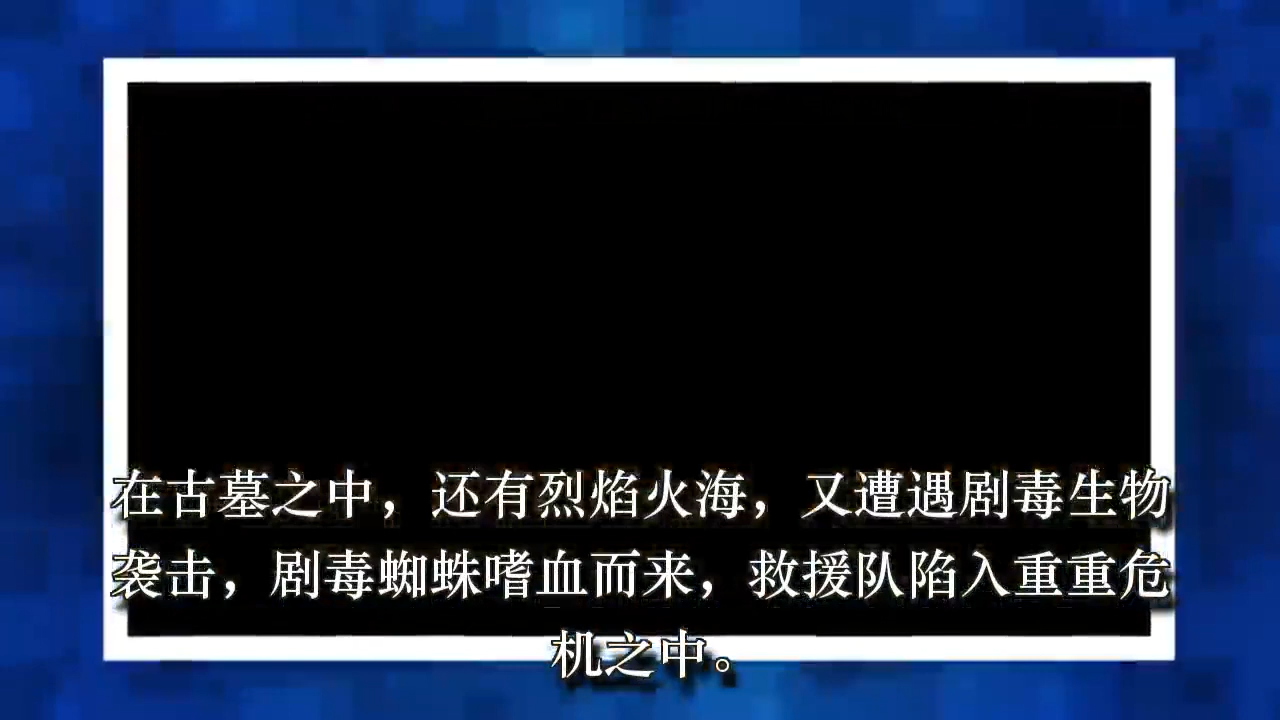 在古墓之中，还有烈焰火海，又遭遇剧毒生物
袭击，剧毒蜘蛛嗜血而来，救援队陷入重重危
机之中。